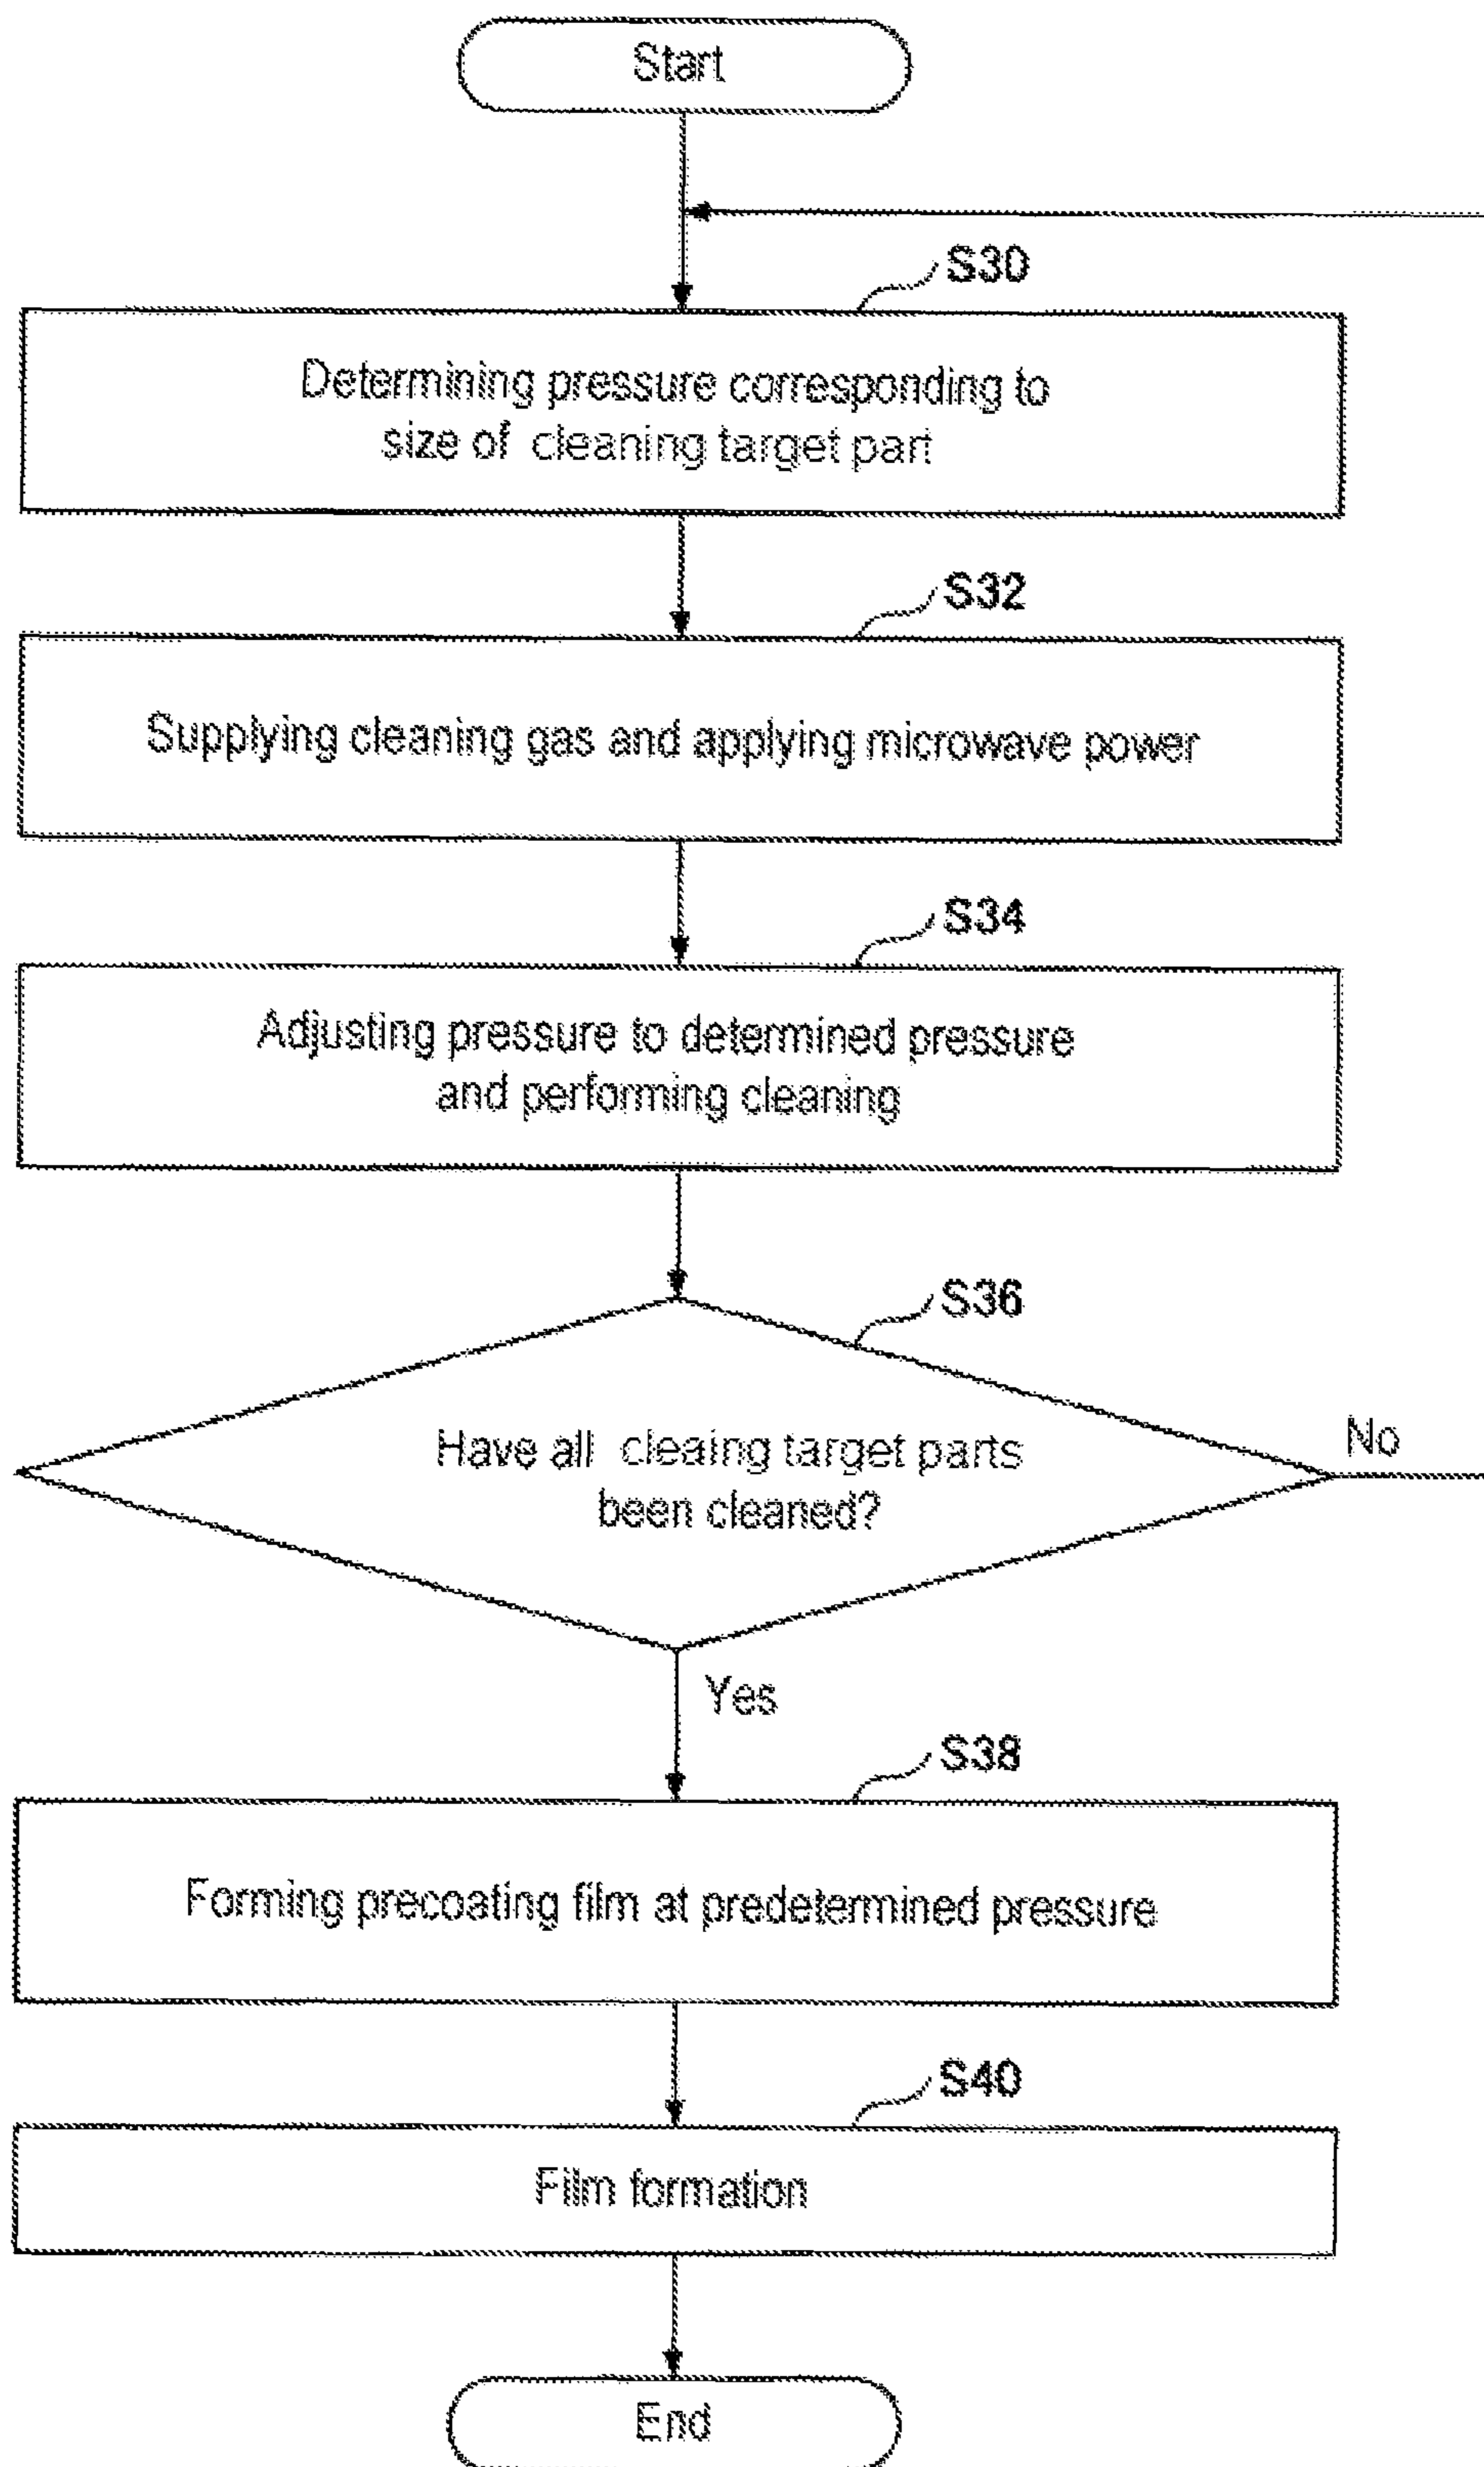 Start
S30
Determining pressure corresponding to
size of cleaning target part
S32
Supplying cleaning gas and applying microwave power
S34
Adjusting pressure to determined pressure
and performing cleaning
S36
Have all cleaing target parts
been cleaned?
No
Yes
S38
Forming precoating film at predetermined pressure
S40
Film formation
End